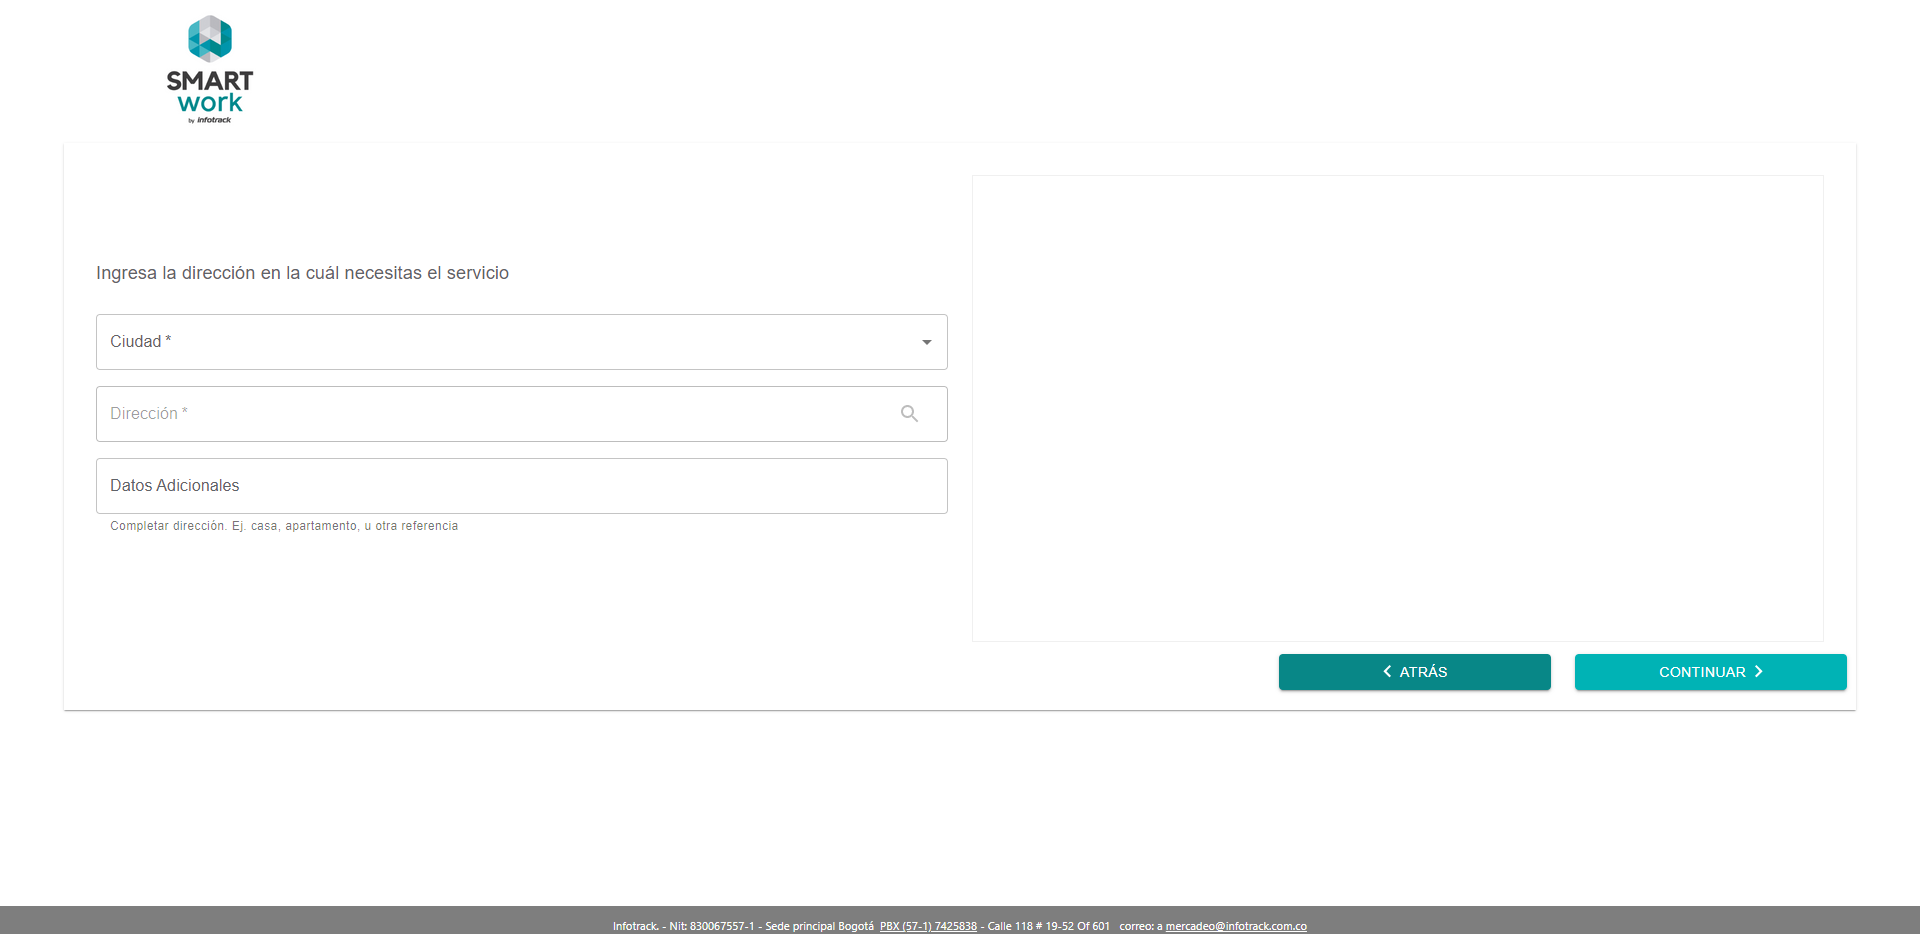 SMART
work
by infotrack
Ingresa la dirección en la cuál necesitas el servicio
Ciudad *
Dirección *
Datos Adicionales
Completar dirección. Ej. casa, apartamento, u otra referencia
ATRÁS
CONTINUAR
Infotrack. - Nit: 830067557-1 - Sede principal Bogotá PBX (57-1) 7425838 - Calle 118 # 19-52 Of 601 correo: a mercadeo@infotrack.com.co